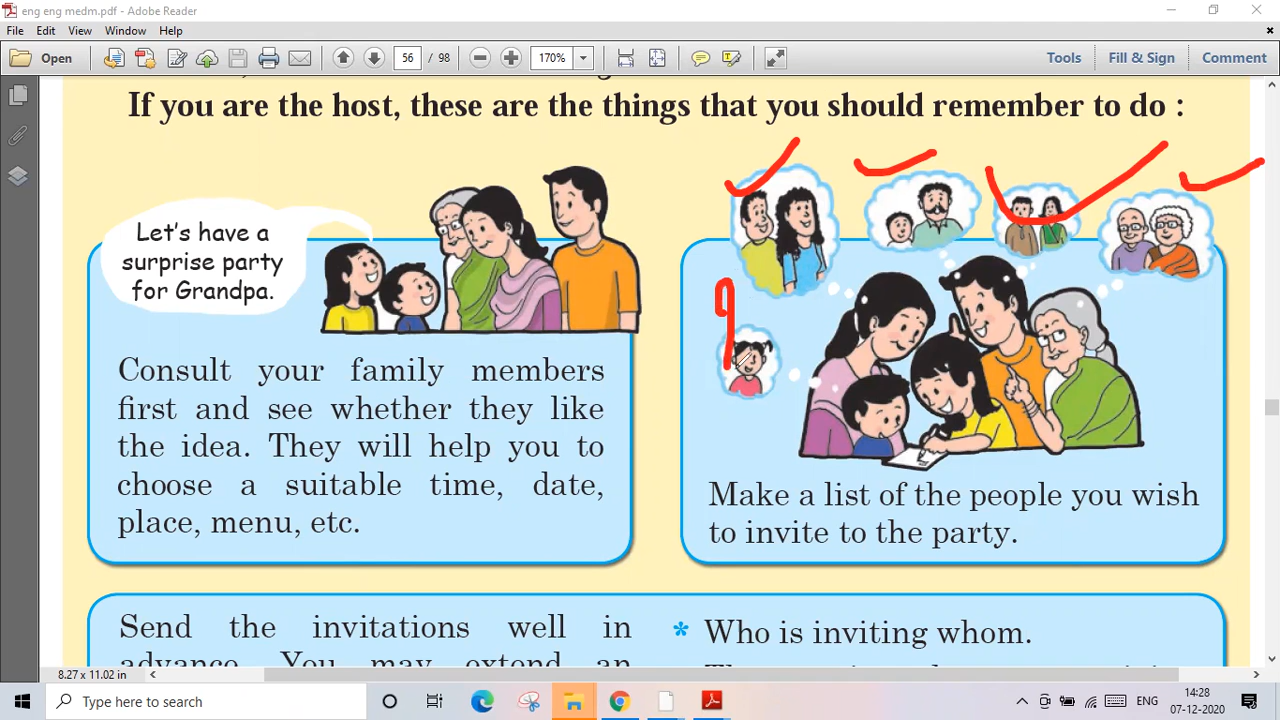 eng eng medm.pdf - Adobe Reader
File Edit View Window Help
Open 56 / 98 170% Tools Fill & Sign Comment
If you are the host, these are the things that you should remember to do :
Let's have a
surprise party
for Grandpa.
Consult your family members
first and see whether they like
the idea. They will help you to
choose a suitable time, date,
place, menu, etc.
Make a list of the people you wish
to invite to the party.
Send the invitations well in
advance. You may extend an
* Who is inviting whom.
8.27 x 11.02 in
Type here to search
ENG
14:28
07-12-2020